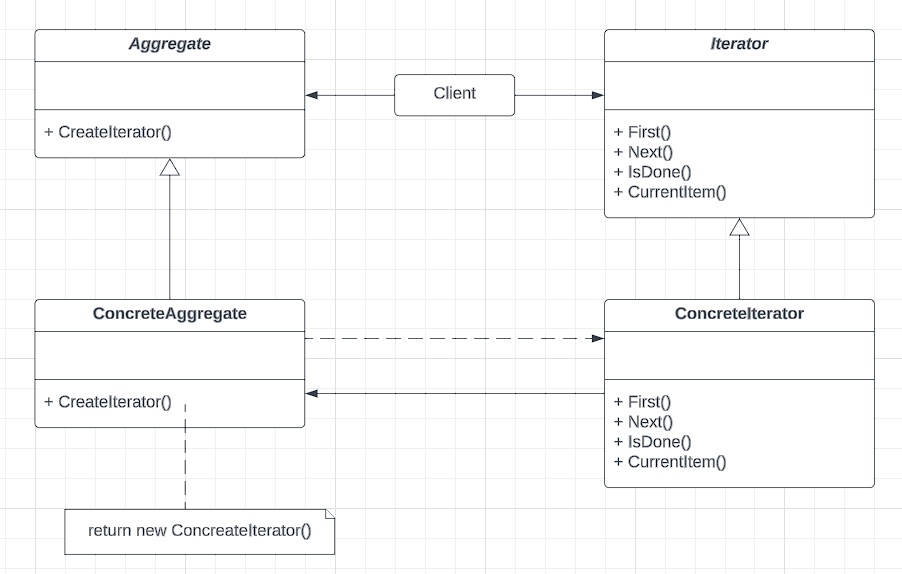 Aggregate
+ CreateIterator()
Client
Iterator
+ First()
+ Next()
+ IsDone()
+ CurrentItem()
ConcreteAggregate
+ CreateIterator()
ConcreteIterator
+ First()
+ Next()
+ IsDone()
+ CurrentItem()
return new ConcreateIterator()